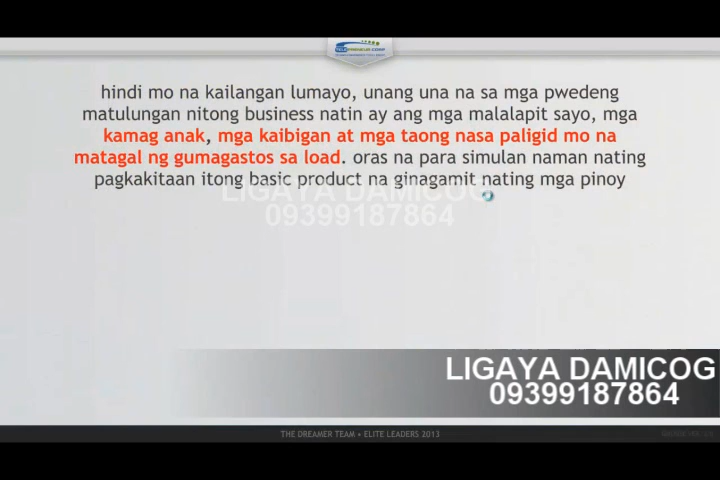 hindi mo na kailangan lumayo, unang una na sa mga pwedeng
matulungan nitong business natin ay ang mga malalapit sayo, mga
kamag anak, mga kaibigan at mga taong nasa paligid mo na
matagal ng gumagastos sa load. oras na para simulan naman nating
pagkakitaan itong basic product na ginagamit nating mga pinoy
LIGAYA DAMICOG
09399187864
LIGAYA DAMICOG
09399187864
THE DREAMER TEAM • ELITE LEADERS 2013